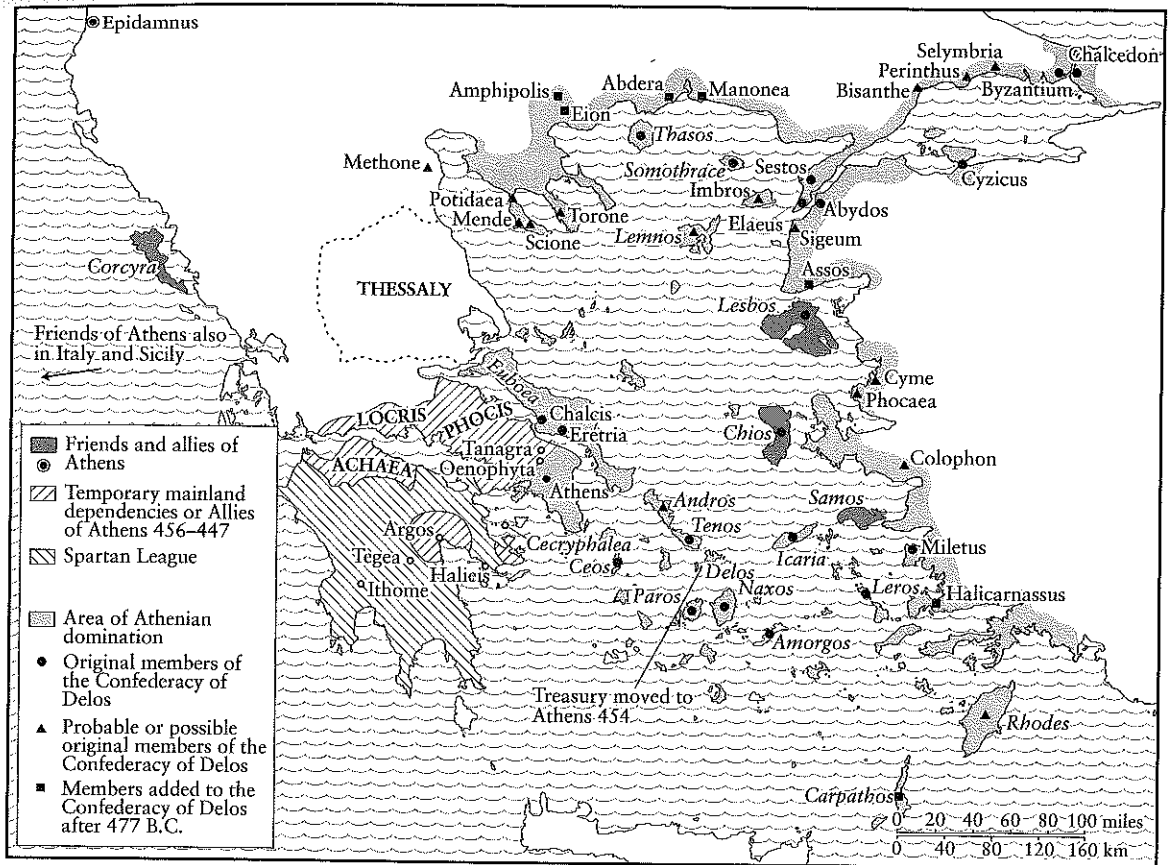 Epidamnus
Selymbria
Chalcedon
Perinthus
Bisanthe
Byzantium
Amphipolis
Abdera
Manonea
Eion
Thasos
Methone
Somothrace
Sestos
Imbros
Cyzicus
Potidaea
Mende
Torone
Scione
Lemnos
Elaeus
Abydos
Sigeum
Corcyra
THESSALY
Assos
Lesbos
Friends of Athens also
in Italy and Sicily
Euboea
Cyme
Phocaea
LOCRIS
PHOCIS
Chalcis
Eretria
Chios
Tanagra
Oenophyta
ACHAEA
Colophon
Athens
Andros
Samos
Tenos
Argos
Cecryphalea
Ceos
Icaria
Miletus
Tegea
Halieis
Delos
Ithome
Paros
Naxos
Leros
Halicarnassus
Amorgos
Treasury moved to
Athens 454
Rhodes
Carpathos
0 20 40 60 80 100 miles
0 40 80 120 160 km
Friends and allies of
Athens
Temporary mainland
dependencies or Allies
of Athens 456–447
Spartan League
Area of Athenian
domination
Original members of
the Confederacy of
Delos
Probable or possible
original members of the
Confederacy of Delos
Members added to the
Confederacy of Delos
after 477 B.C.